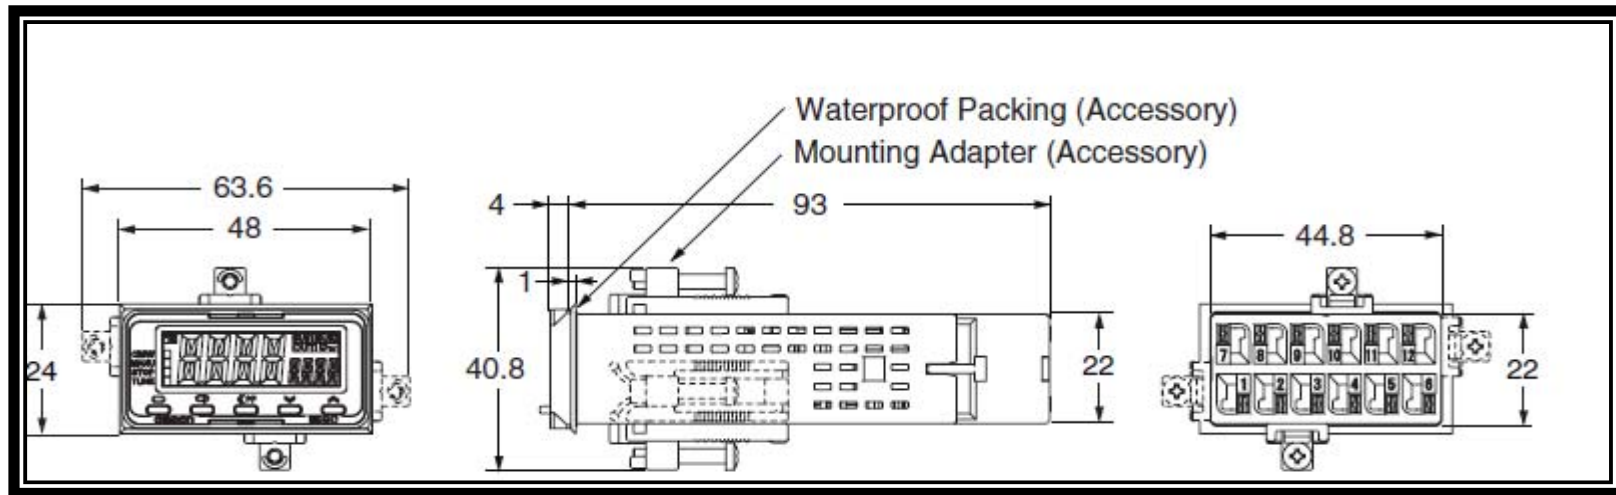 Waterproof Packing (Accessory)
Mounting Adapter (Accessory)
63.6
48
24
4
93
1
40.8
22
44.8
22
7 8 9 10 11 12
1 2 3 4 5 6